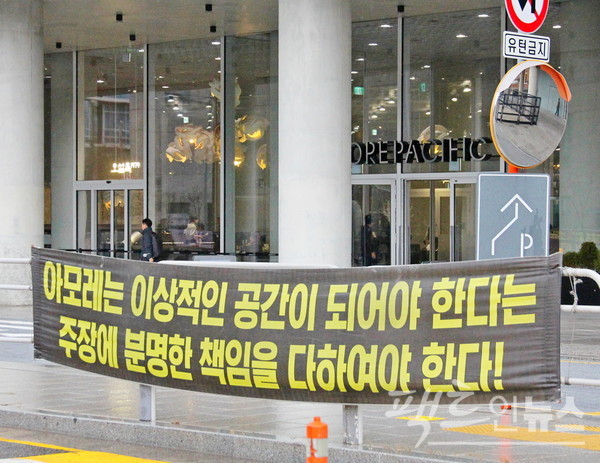 유턴금지
OREPACIFIC
P
아모레는 이상적인 공간이 되어야 한다는
주장에 분명한 책임을 다하여야 한다!
팩트인뉴스